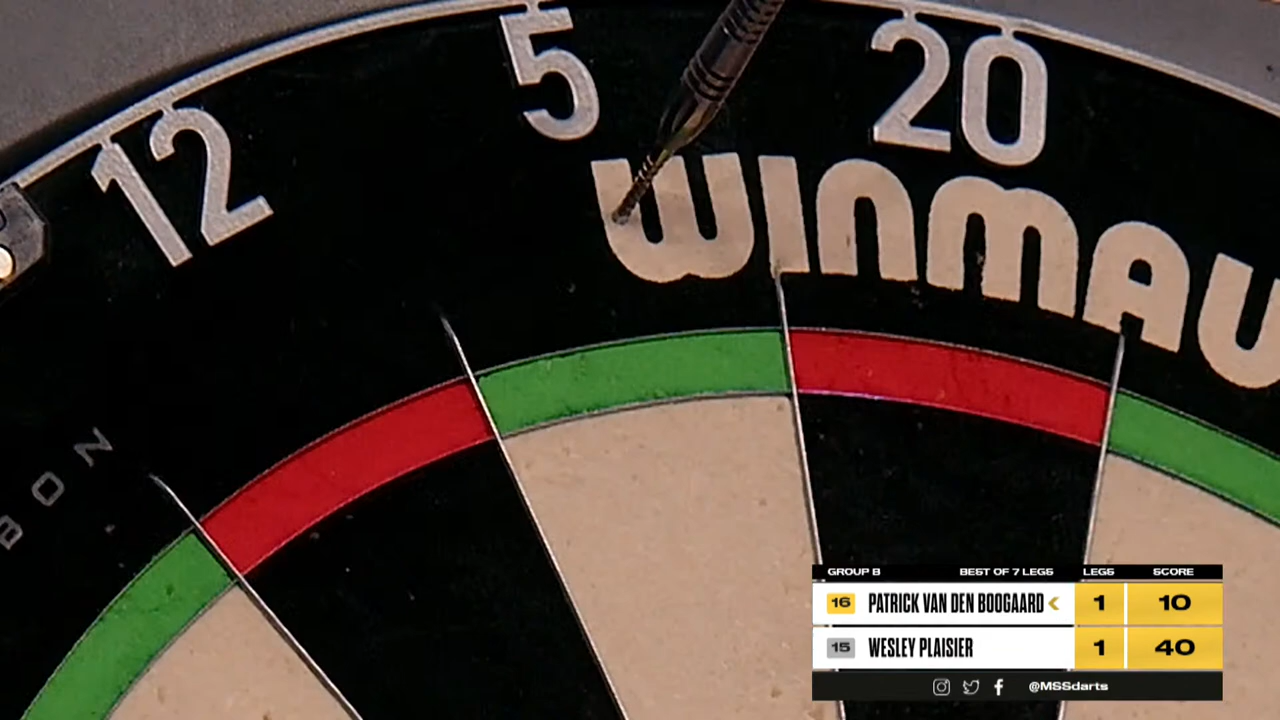 12 5 20
WINMAU
BON
GROUP B BEST OF 7 LEGS LEGS SCORE
16 PATRICK VAN DEN BOOGAARD 1 10
15 WESLEY PLAISIER 1 40
@MSSdarts